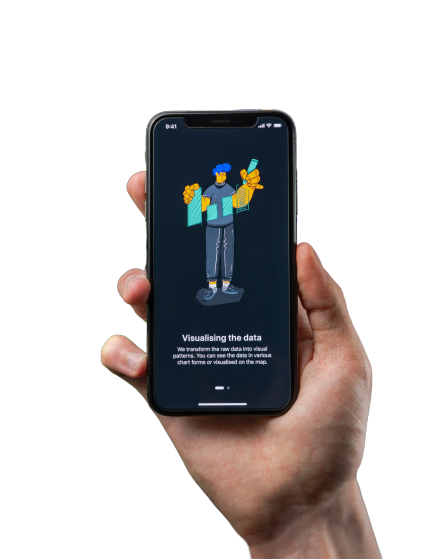 9:41
Visualising the data
We transform the raw data into visual
patterns. You can see the data in various
chart forms or visualised on the map.